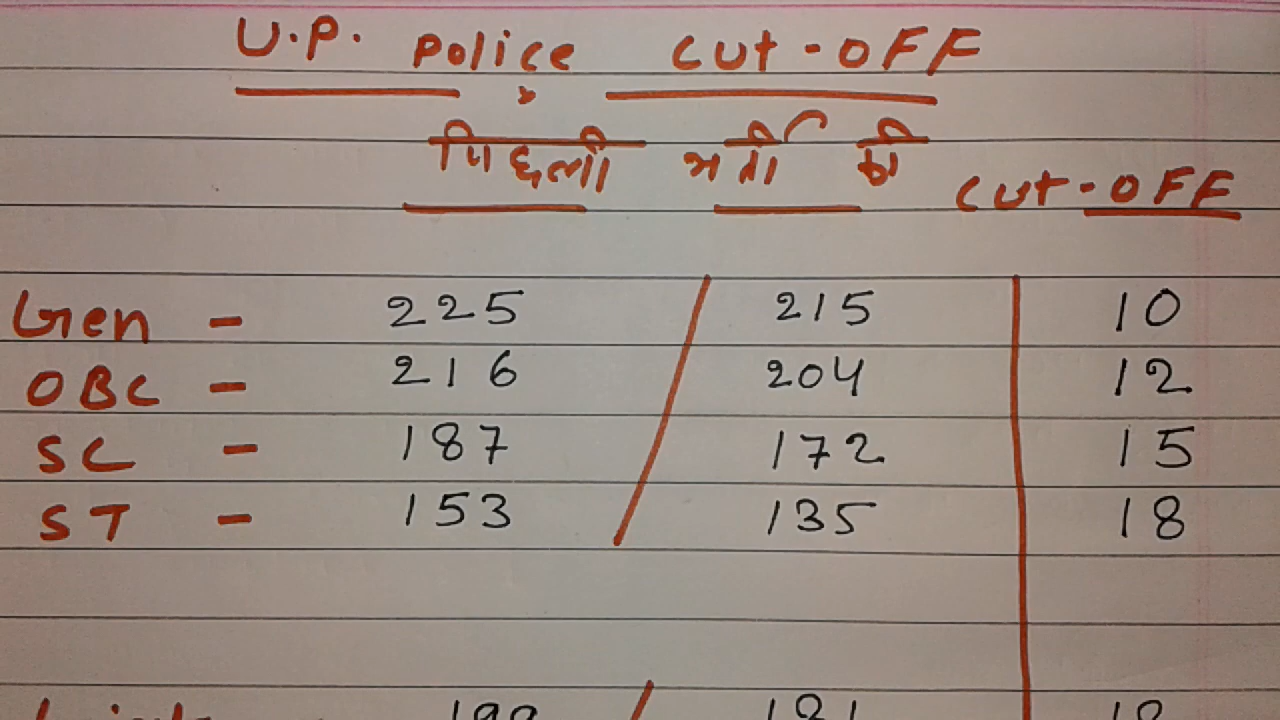 U.P. Police CUT-OFF
पिछली भर्ती की CUT-OFF
Gen - 225 / 215 10
OBC - 216 204 12
SC - 187 172 15
ST - 153 135 18